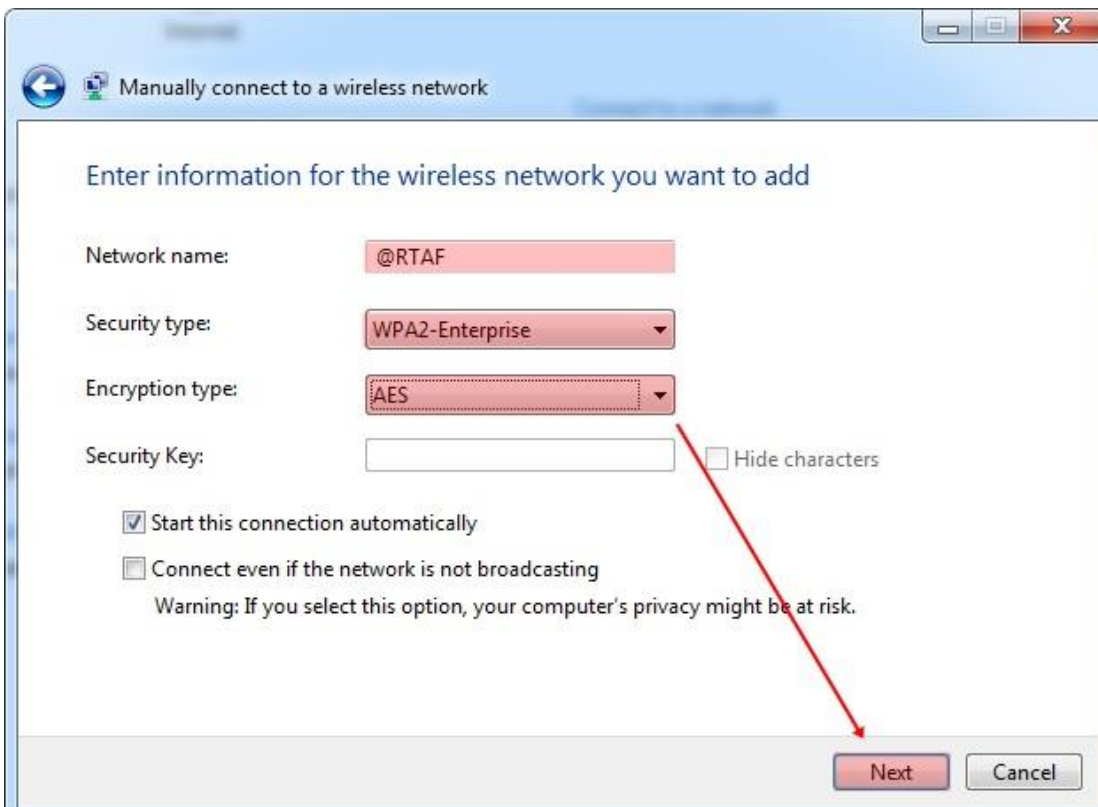 Manually connect to a wireless network
Enter information for the wireless network you want to add
Network name: @RTAF
Security type: WPA2-Enterprise
Encryption type: AES
Security Key: Hide characters
Start this connection automatically
Connect even if the network is not broadcasting
Warning: If you select this option, your computer's privacy might be at risk.
Next Cancel